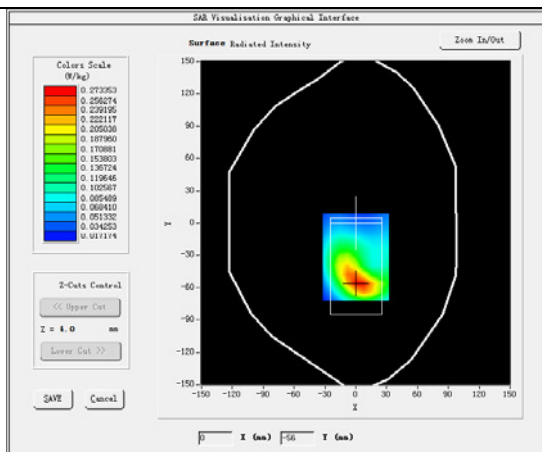 SAR Visualisation Graphical Interface
Surface Radiated Intensity
Zoom In/Out
Colors Scale
(W/kg)
0.273353
0.256274
0.239195
0.222117
0.205038
0.187960
0.170881
0.153803
0.136724
0.119646
0.102567
0.085489
0.068410
0.051332
0.034253
0.017174
150
120
90
60
30
0
-30
-60
-90
-120
-150
Y
-150 -120 -90 -60 -30 0 30 60 90 120 150
X
Z-Cuts Control
<< Upper Cut
Z = 4.0 mm
Lower Cut >>
SAVE Cancel
0 X (mm) -56 Y (mm)